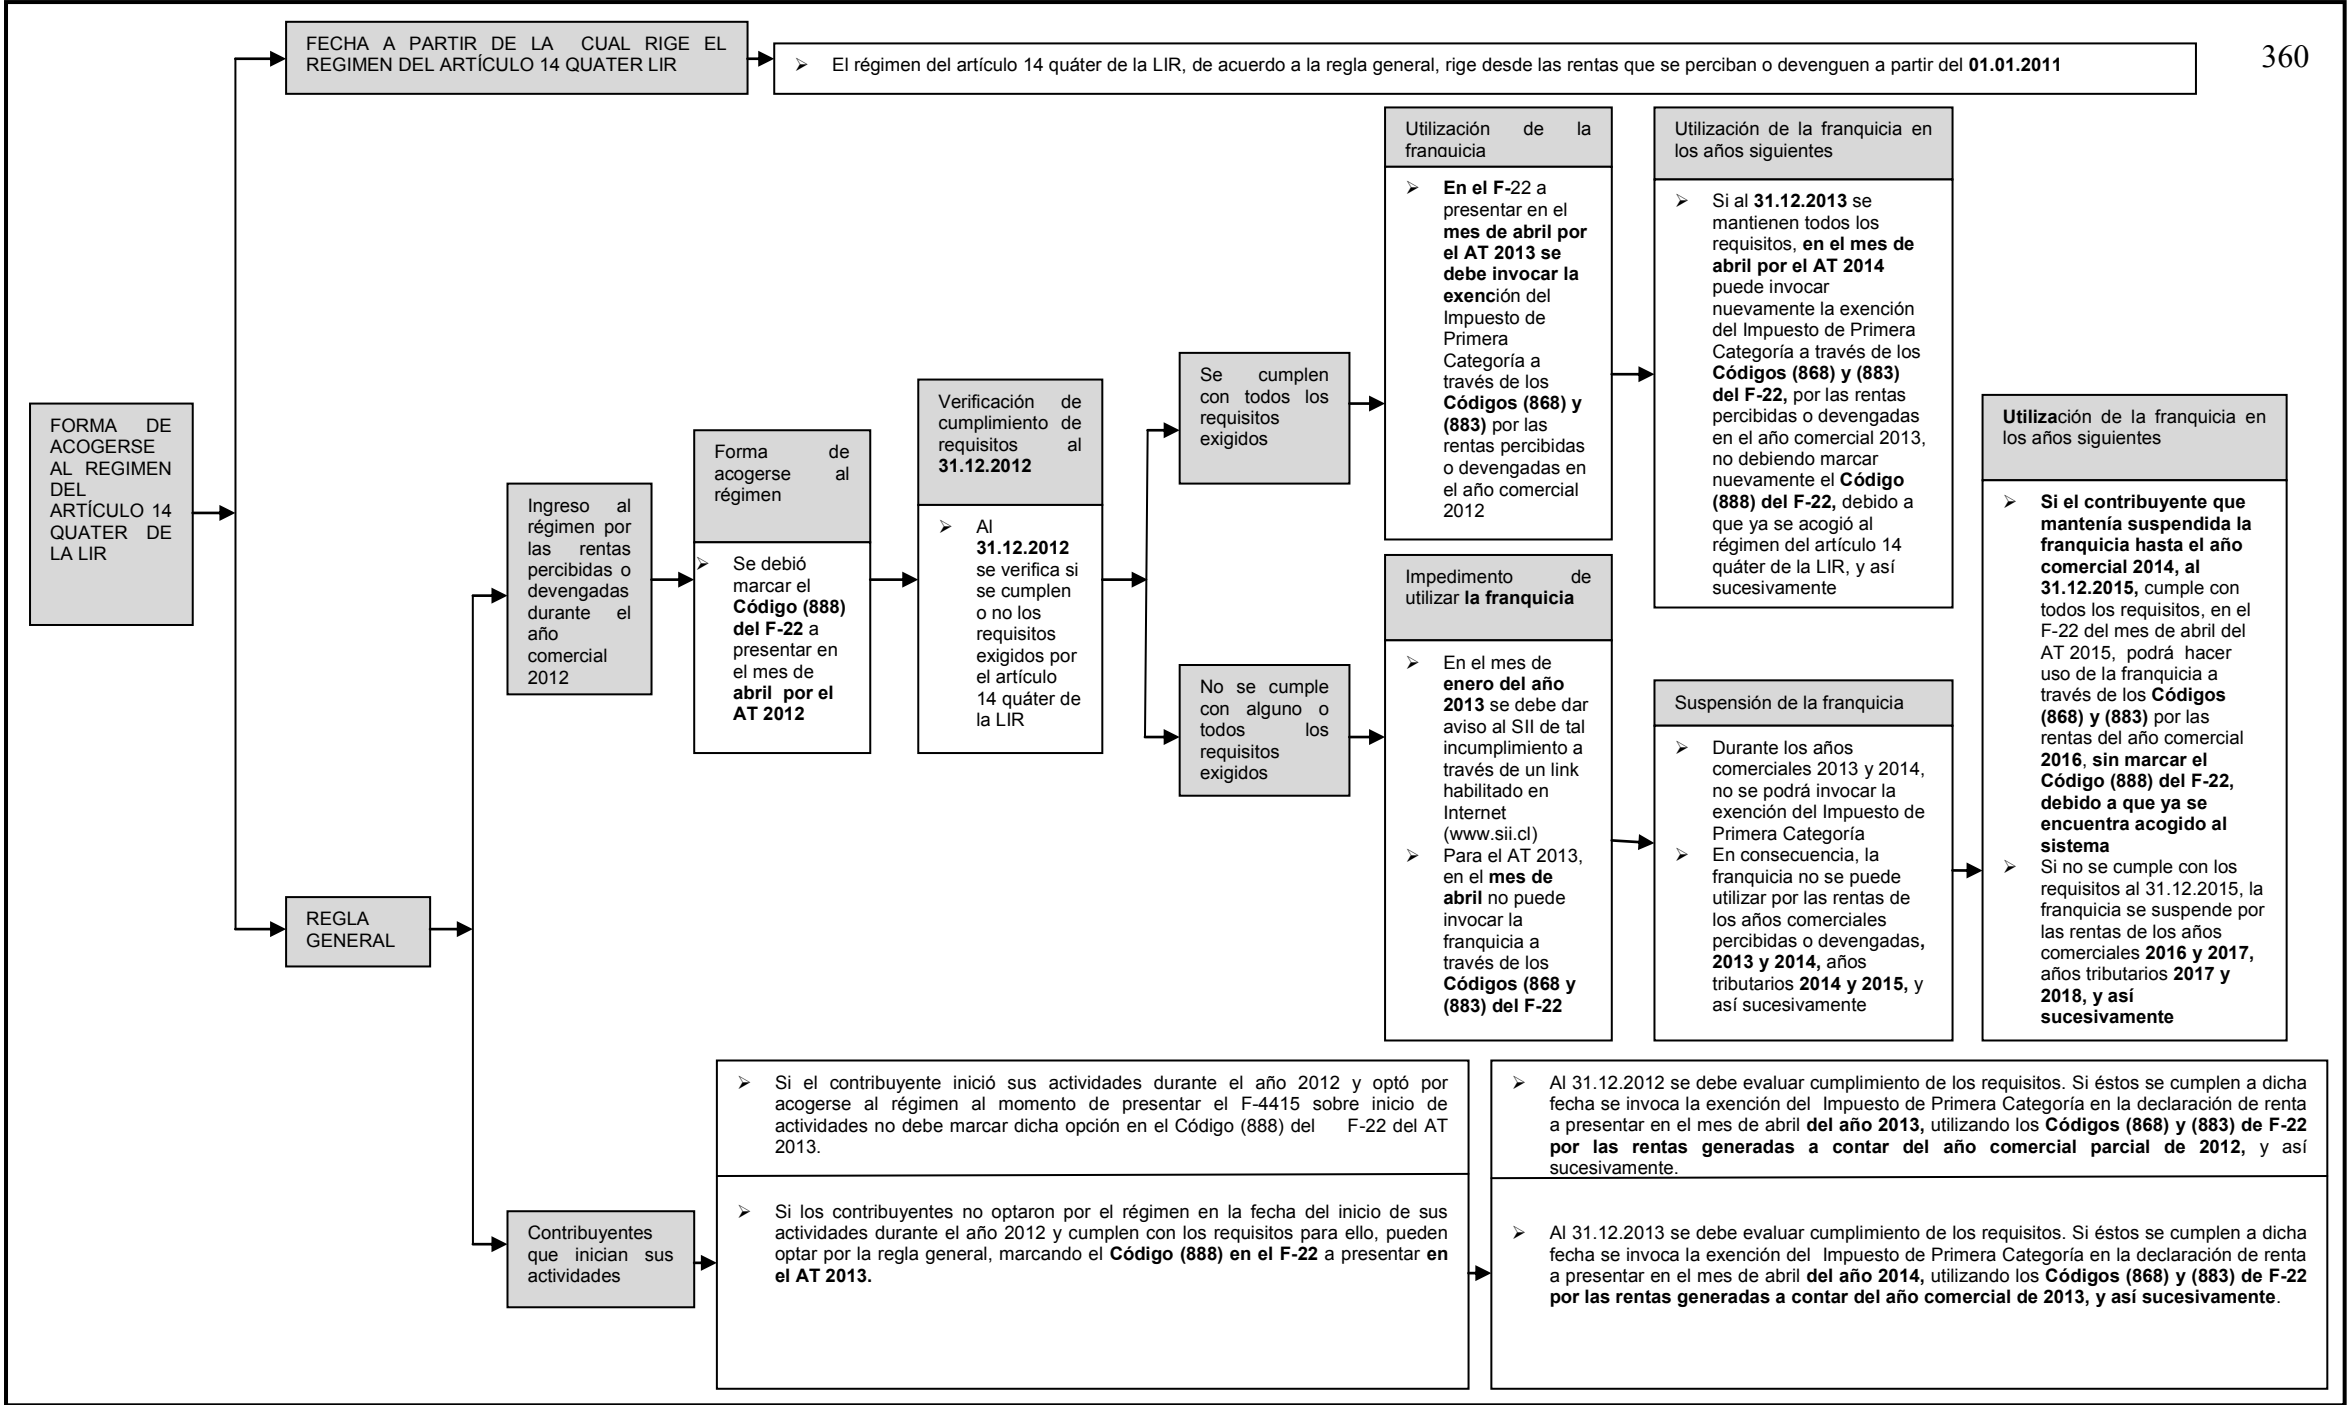 FECHA A PARTIR DE LA CUAL RIGE EL
REGIMEN DEL ARTÍCULO 14 QUATER LIR
➢ El régimen del artículo 14 quáter de la LIR, de acuerdo a la regla general, rige desde las rentas que se perciban o devenguen a partir del 01.01.2011
360
FORMA DE
ACOGERSE
AL REGIMEN
DEL
ARTÍCULO 14
QUATER DE
LA LIR
REGLA
GENERAL
Ingreso al
régimen por
las rentas
percibidas o
devengadas
durante el
año
comercial
2012
Forma de
acogerse al
régimen
➢ Se debió
marcar el
Código (888)
del F-22 a
presentar en
el mes de
abril por el
AT 2012
Verificación de
cumplimiento de
requisitos al
31.12.2012
➢ Al
31.12.2012
se verifica si
se cumplen
o no los
requisitos
exigidos por
el artículo
14 quáter de
la LIR
Se cumplen
con todos los
requisitos
exigidos
Utilización de la
franquicia
➢ En el F-22 a
presentar en el
mes de abril por
el AT 2013 se
debe invocar la
exención del
Impuesto de
Primera
Categoría a
través de los
Códigos (868) y
(883) por las
rentas percibidas
o devengadas en
el año comercial
2012
Utilización de la franquicia en
los años siguientes
➢ Si al 31.12.2013 se
mantienen todos los
requisitos, en el mes de
abril por el AT 2014
puede invocar
nuevamente la exención
del Impuesto de Primera
Categoría a través de los
Códigos (868) y (883)
del F-22, por las rentas
percibidas o devengadas
en el año comercial 2013,
no debiendo marcar
nuevamente el Código
(888) del F-22, debido a
que ya se acogió al
régimen del artículo 14
quáter de la LIR, y así
sucesivamente
No se cumple
con alguno o
todos los
requisitos
exigidos
Impedimento de
utilizar la franquicia
➢ En el mes de
enero del año
2013 se debe dar
aviso al SII de tal
incumplimiento a
través de un link
habilitado en
Internet
(www.sii.cl)
➢ Para el AT 2013,
en el mes de
abril no puede
invocar la
franquicia a
través de los
Códigos (868 y
(883) del F-22
Suspensión de la franquicia
➢ Durante los años
comerciales 2013 y 2014,
no se podrá invocar la
exención del Impuesto de
Primera Categoría
➢ En consecuencia, la
franquicia no se puede
utilizar por las rentas de
los años comerciales
percibidas o devengadas,
2013 y 2014, años
tributarios 2014 y 2015, y
así sucesivamente
Utilización de la franquicia en
los años siguientes
➢ Si el contribuyente que
mantenía suspendida la
franquicia hasta el año
comercial 2014, al
31.12.2015, cumple con
todos los requisitos, en el
F-22 del mes de abril del
AT 2015, podrá hacer
uso de la franquicia a
través de los Códigos
(868) y (883) por las
rentas del año comercial
2016, sin marcar el
Código (888) del F-22,
debido a que ya se
encuentra acogido al
sistema
➢ Si no se cumple con los
requisitos al 31.12.2015, la
franquicia se suspende por
las rentas de los años
comerciales 2016 y 2017,
años tributarios 2017 y
2018, y así
sucesivamente
Contribuyentes
que inician sus
actividades
➢ Si el contribuyente inició sus actividades durante el año 2012 y optó por
acogerse al régimen al momento de presentar el F-4415 sobre inicio de
actividades no debe marcar dicha opción en el Código (888) del F-22 del AT
2013.
➢ Al 31.12.2012 se debe evaluar cumplimiento de los requisitos. Si éstos se cumplen a dicha
fecha se invoca la exención del Impuesto de Primera Categoría en la declaración de renta
a presentar en el mes de abril del año 2013, utilizando los Códigos (868) y (883) de F-22
por las rentas generadas a contar del año comercial parcial de 2012, y así
sucesivamente.
➢ Si los contribuyentes no optaron por el régimen en la fecha del inicio de sus
actividades durante el año 2012 y cumplen con los requisitos para ello, pueden
optar por la regla general, marcando el Código (888) en el F-22 a presentar en
el AT 2013.
➢ Al 31.12.2013 se debe evaluar cumplimiento de los requisitos. Si éstos se cumplen a dicha
fecha se invoca la exención del Impuesto de Primera Categoría en la declaración de renta
a presentar en el mes de abril del año 2014, utilizando los Códigos (868) y (883) de F-22
por las rentas generadas a contar del año comercial de 2013, y así sucesivamente.